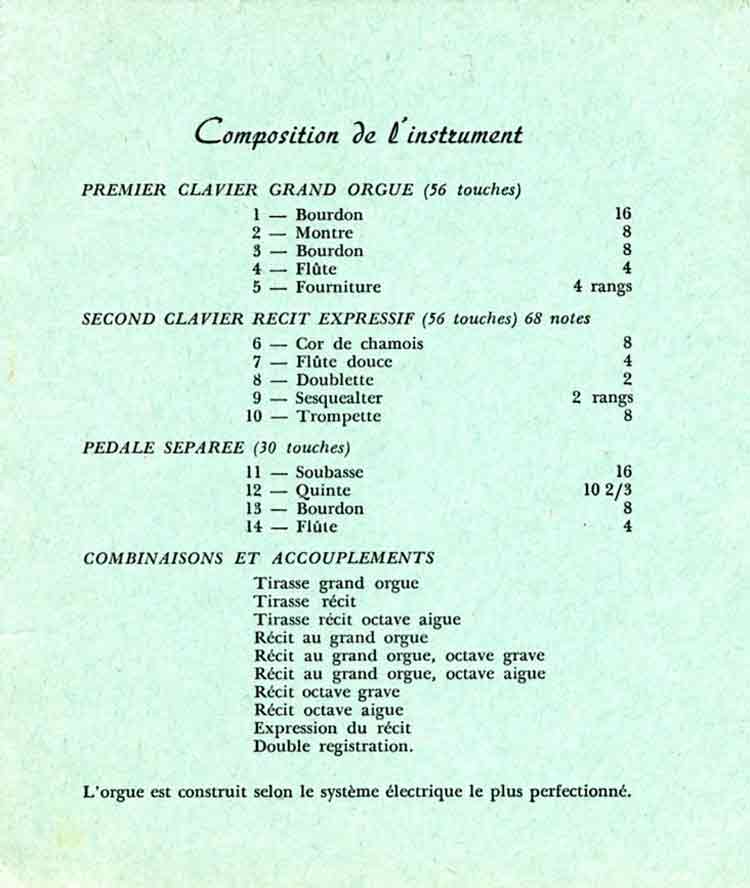 Composition de l'instrument
PREMIER CLAVIER GRAND ORGUE (56 touches)
1 — Bourdon 16
2 — Montre 8
3 — Bourdon 8
4 — Flûte 4
5 — Fourniture 4 rangs
SECOND CLAVIER RECIT EXPRESSIF (56 touches) 68 notes
6 — Cor de chamois 8
7 — Flûte douce 4
8 — Doublette 2
9 — Sesquealter 2 rangs
10 — Trompette 8
PEDALE SEPAREE (30 touches)
11 — Soubasse 16
12 — Quinte 10 2/3
13 — Bourdon 8
14 — Flûte 4
COMBINAISONS ET ACCOUPLEMENTS
Tirasse grand orgue
Tirasse récit
Tirasse récit octave aigue
Récit au grand orgue
Récit au grand orgue, octave grave
Récit au grand orgue, octave aigue
Récit octave grave
Récit octave aigue
Expression du récit
Double registration.
L'orgue est construit selon le système électrique le plus perfectionné.